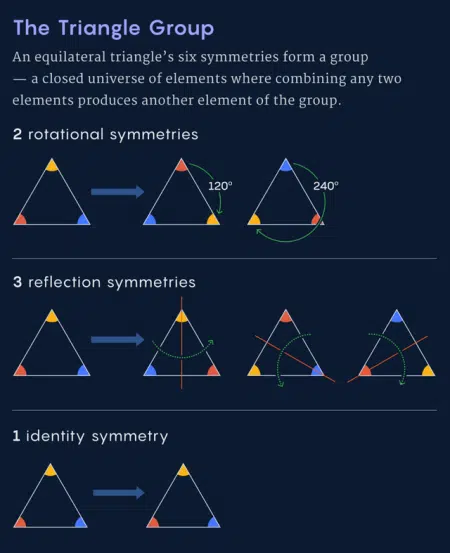 The Triangle Group
An equilateral triangle’s six symmetries form a group
— a closed universe of elements where combining any two
elements produces another element of the group.
2 rotational symmetries
120°
240°
3 reflection symmetries
1 identity symmetry